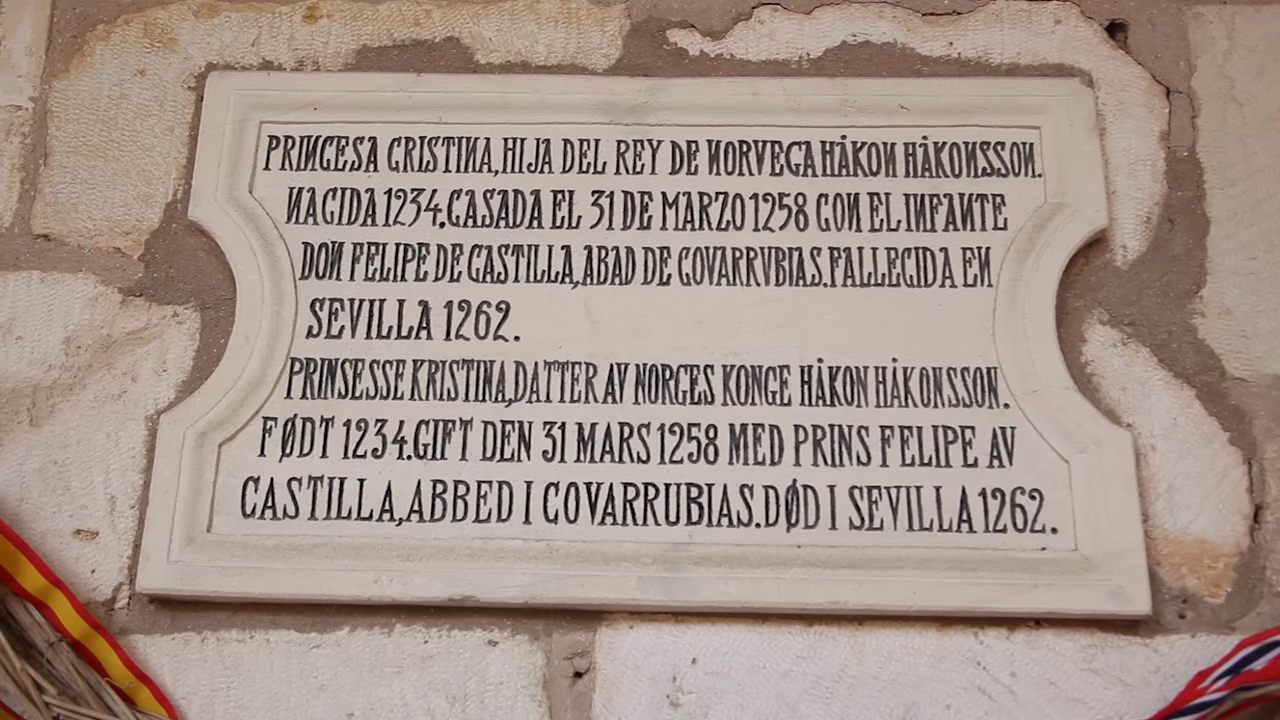 PRINCESA CRISTINA, HIJA DEL REY DE NORVEGA HÅKON HÅKONSSON.
NACIDA 1234. CASADA EL 31 DE MARZO 1258 CON EL INFANTE
DON FELIPE DE CASTILLA, ABAD DE COVARRVBIAS. FALLECIDA EN
SEVILLA 1262.
PRINSESSE KRISTINA, DATTER AV NORGES KONGE HÅKON HÅKONSSON.
FØDT 1234. GIFT DEN 31 MARS 1258 MED PRINS FELIPE AV
CASTILLA, ABBED I COVARRUBIAS. DØD I SEVILLA 1262.